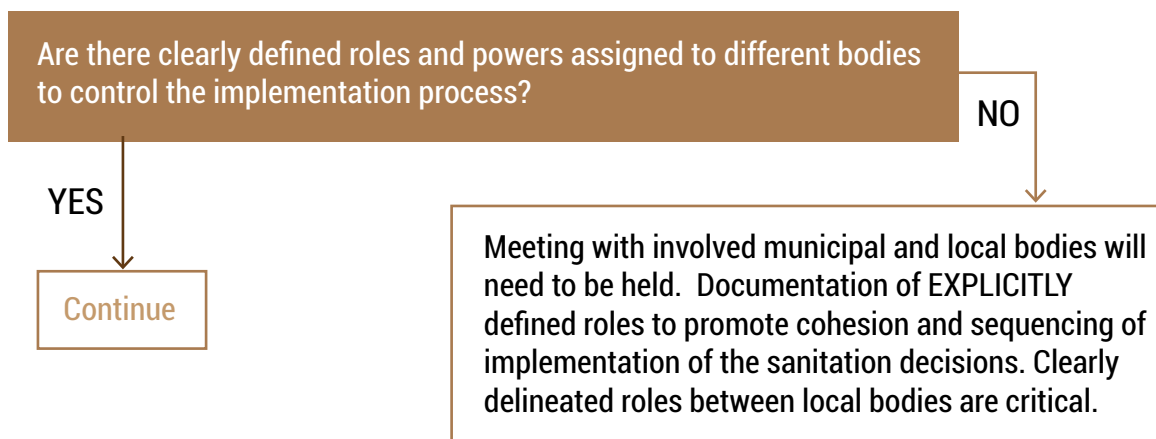 Are there clearly defined roles and powers assigned to different bodies
to control the implementation process?
NO
YES
Continue
Meeting with involved municipal and local bodies will
need to be held.  Documentation of EXPLICITLY
defined roles to promote cohesion and sequencing of
implementation of the sanitation decisions. Clearly
delineated roles between local bodies are critical.